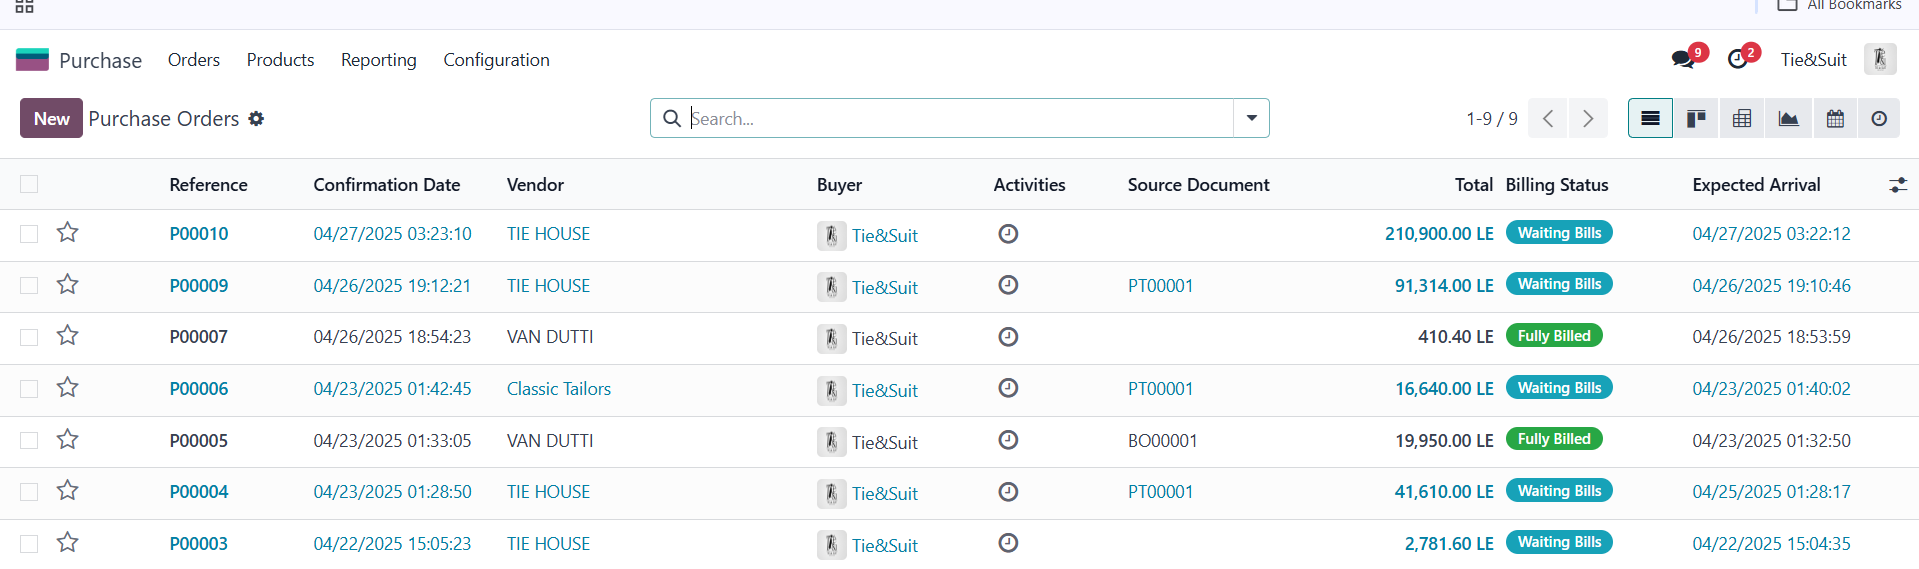 All Bookmarks
Purchase Orders Products Reporting Configuration 9 2 Tie&Suit
New Purchase Orders Search... 1-9 / 9
Reference Confirmation Date Vendor Buyer Activities Source Document Total Billing Status Expected Arrival
P00010 04/27/2025 03:23:10 TIE HOUSE Tie&Suit 210,900.00 LE Waiting Bills 04/27/2025 03:22:12
P00009 04/26/2025 19:12:21 TIE HOUSE Tie&Suit PT00001 91,314.00 LE Waiting Bills 04/26/2025 19:10:46
P00007 04/26/2025 18:54:23 VAN DUTTI Tie&Suit 410.40 LE Fully Billed 04/26/2025 18:53:59
P00006 04/23/2025 01:42:45 Classic Tailors Tie&Suit PT00001 16,640.00 LE Waiting Bills 04/23/2025 01:40:02
P00005 04/23/2025 01:33:05 VAN DUTTI Tie&Suit BO00001 19,950.00 LE Fully Billed 04/23/2025 01:32:50
P00004 04/23/2025 01:28:50 TIE HOUSE Tie&Suit PT00001 41,610.00 LE Waiting Bills 04/25/2025 01:28:17
P00003 04/22/2025 15:05:23 TIE HOUSE Tie&Suit 2,781.60 LE Waiting Bills 04/22/2025 15:04:35